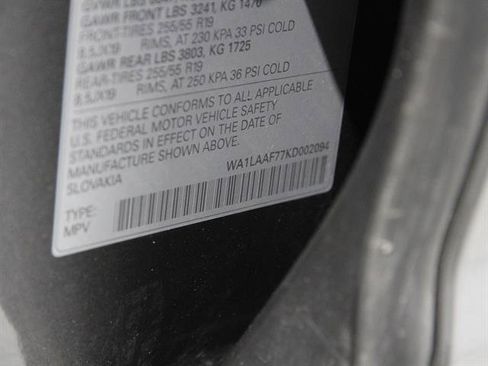 GAWR FRONT LBS 3241, KG 1470
FRONT-TIRES 255/55 R19
8,5JX19 RIMS, AT 230 KPA 33 PSI COLD
GAWR REAR LBS 3803, KG 1725
REAR-TIRES 255/55 R19
8,5JX19 RIMS, AT 250 KPA 36 PSI COLD
THIS VEHICLE CONFORMS TO ALL APPLICABLE
U.S. FEDERAL MOTOR VEHICLE SAFETY
STANDARDS IN EFFECT ON THE DATE OF
MANUFACTURE SHOWN ABOVE.
SLOVAKIA
WA1LAAF77KD002094
TYPE:
MPV